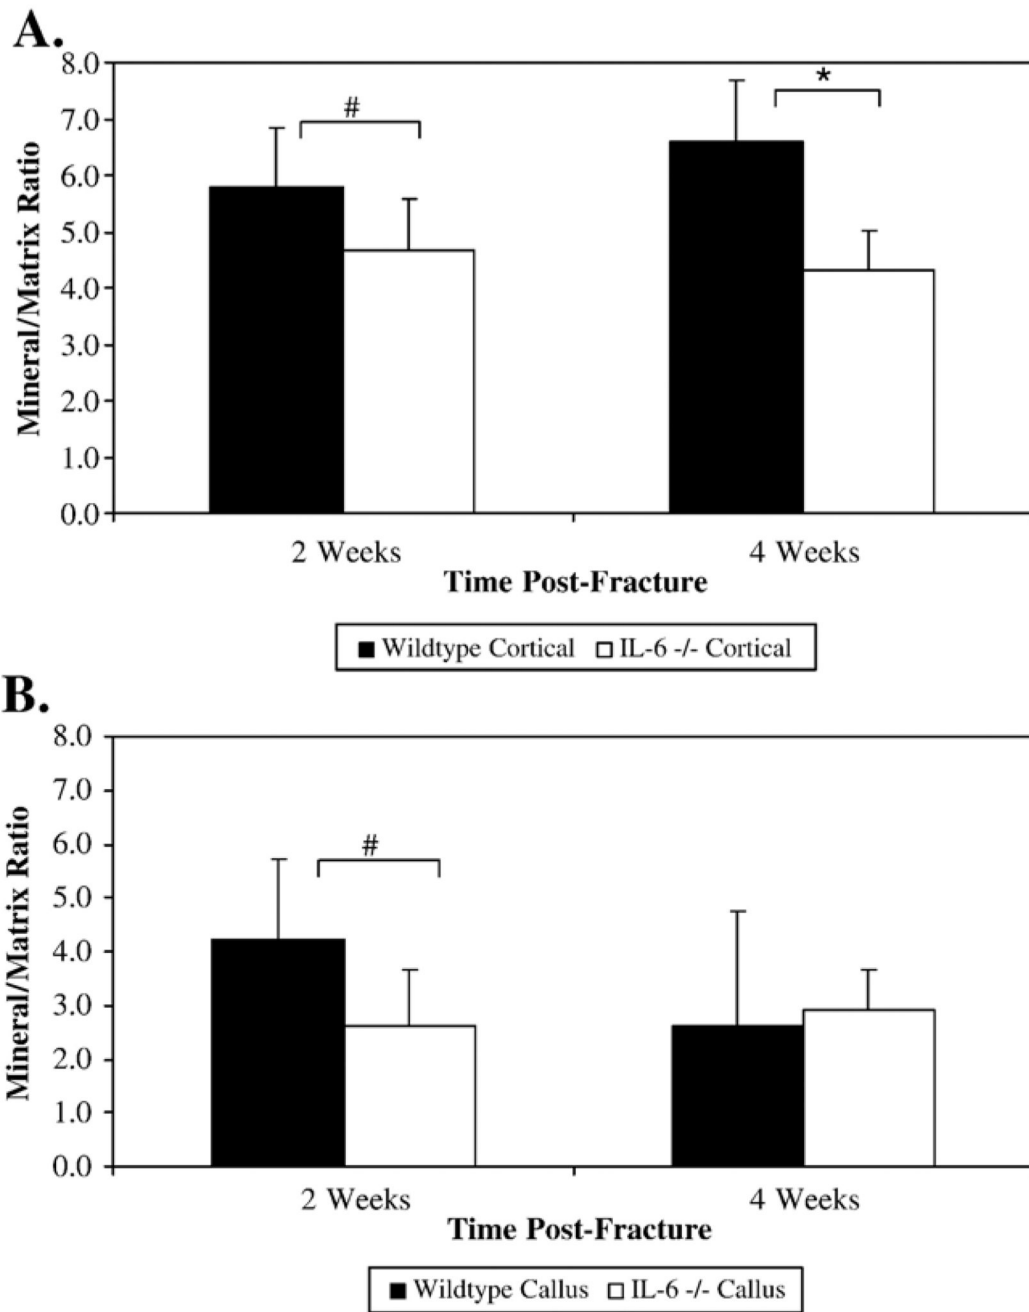 A.
8.0
7.0
6.0
5.0
4.0
3.0
2.0
1.0
0.0
Mineral/Matrix Ratio
#
*
2 Weeks 4 Weeks
Time Post-Fracture
Wildtype Cortical IL-6 -/- Cortical
B.
8.0
7.0
6.0
5.0
4.0
3.0
2.0
1.0
0.0
Mineral/Matrix Ratio
#
2 Weeks 4 Weeks
Time Post-Fracture
Wildtype Callus IL-6 -/- Callus